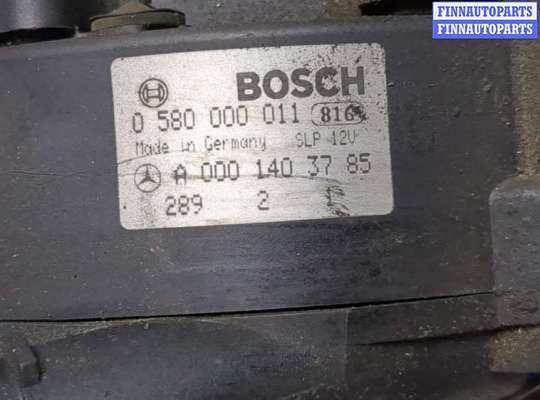 FINNAUTOPARTS
FINNAUTOPARTS
BOSCH
0 580 000 011 816
Made in Germany SLP 12V
A 000 140 37 85
289 2